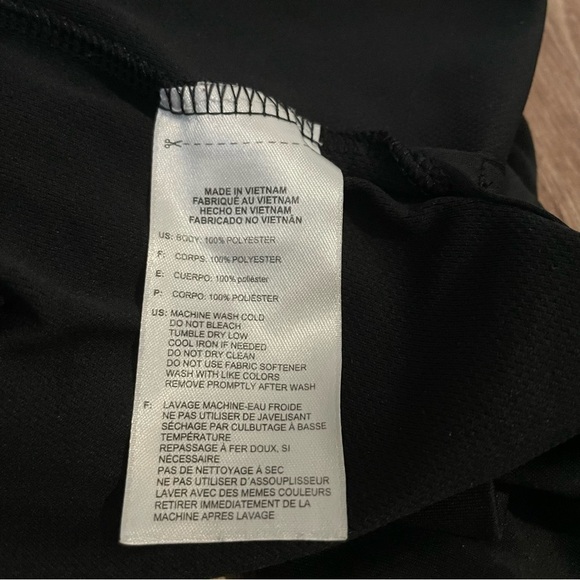 MADE IN VIETNAM
FABRIQUÉ AU VIETNAM
HECHO EN VIETNAM
FABRICADO NO VIETNÁN
US: BODY: 100% POLYESTER
F: CORPS: 100% POLYESTER
E: CUERPO: 100% poliéster
P: CORPO: 100% POLIÉSTER
US: MACHINE WASH COLD
DO NOT BLEACH
TUMBLE DRY LOW
COOL IRON IF NEEDED
DO NOT DRY CLEAN
DO NOT USE FABRIC SOFTENER
WASH WITH LIKE COLORS
REMOVE PROMPTLY AFTER WASH
F: LAVAGE MACHINE-EAU FROIDE
NE PAS UTILISER DE JAVELISANT
SÉCHAGE PAR CULBUTAGE À BASSE
TEMPÉRATURE
REPASSAGE À FER DOUX, SI
NÉCESSAIRE
PAS DE NETTOYAGE À SEC
NE PAS UTILISER D'ASSOUPLISSEUR
LAVER AVEC DES MEMES COULEURS
RETIRER IMMEDIATEMENT DE LA
MACHINE APRES LAVAGE